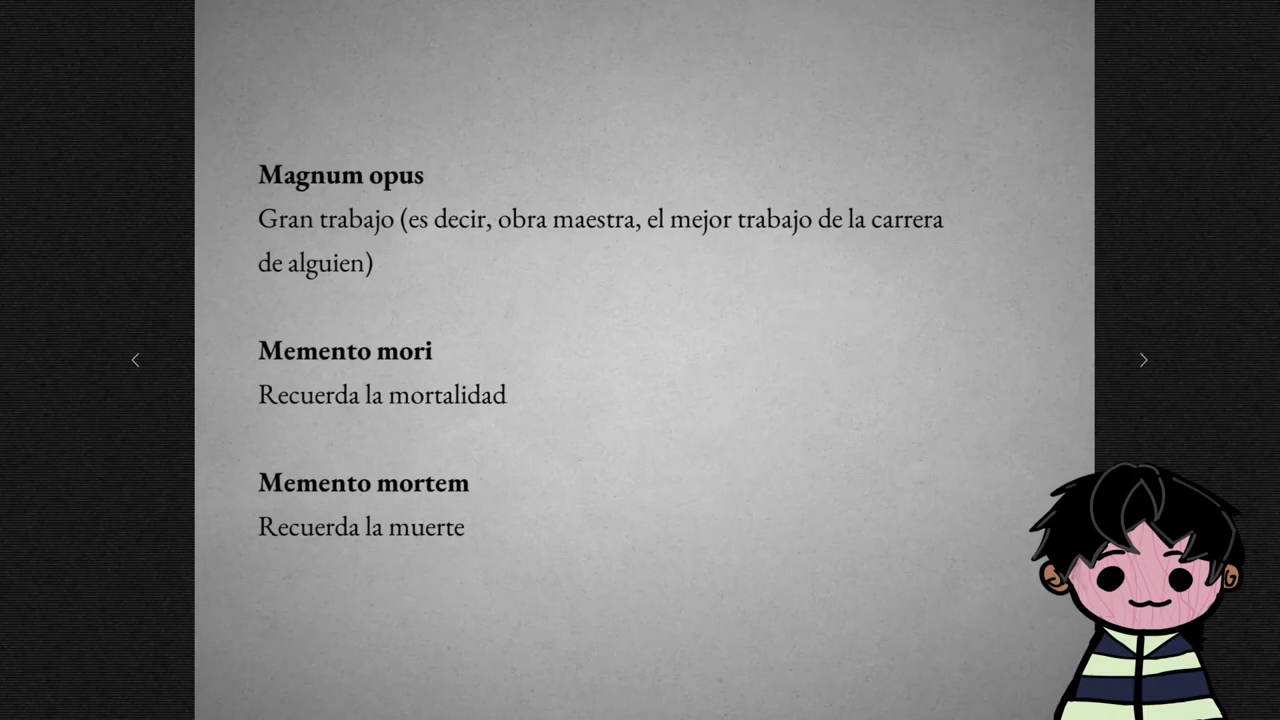 Magnum opus
Gran trabajo (es decir, obra maestra, el mejor trabajo de la carrera
de alguien)
Memento mori
Recuerda la mortalidad
Memento mortem
Recuerda la muerte